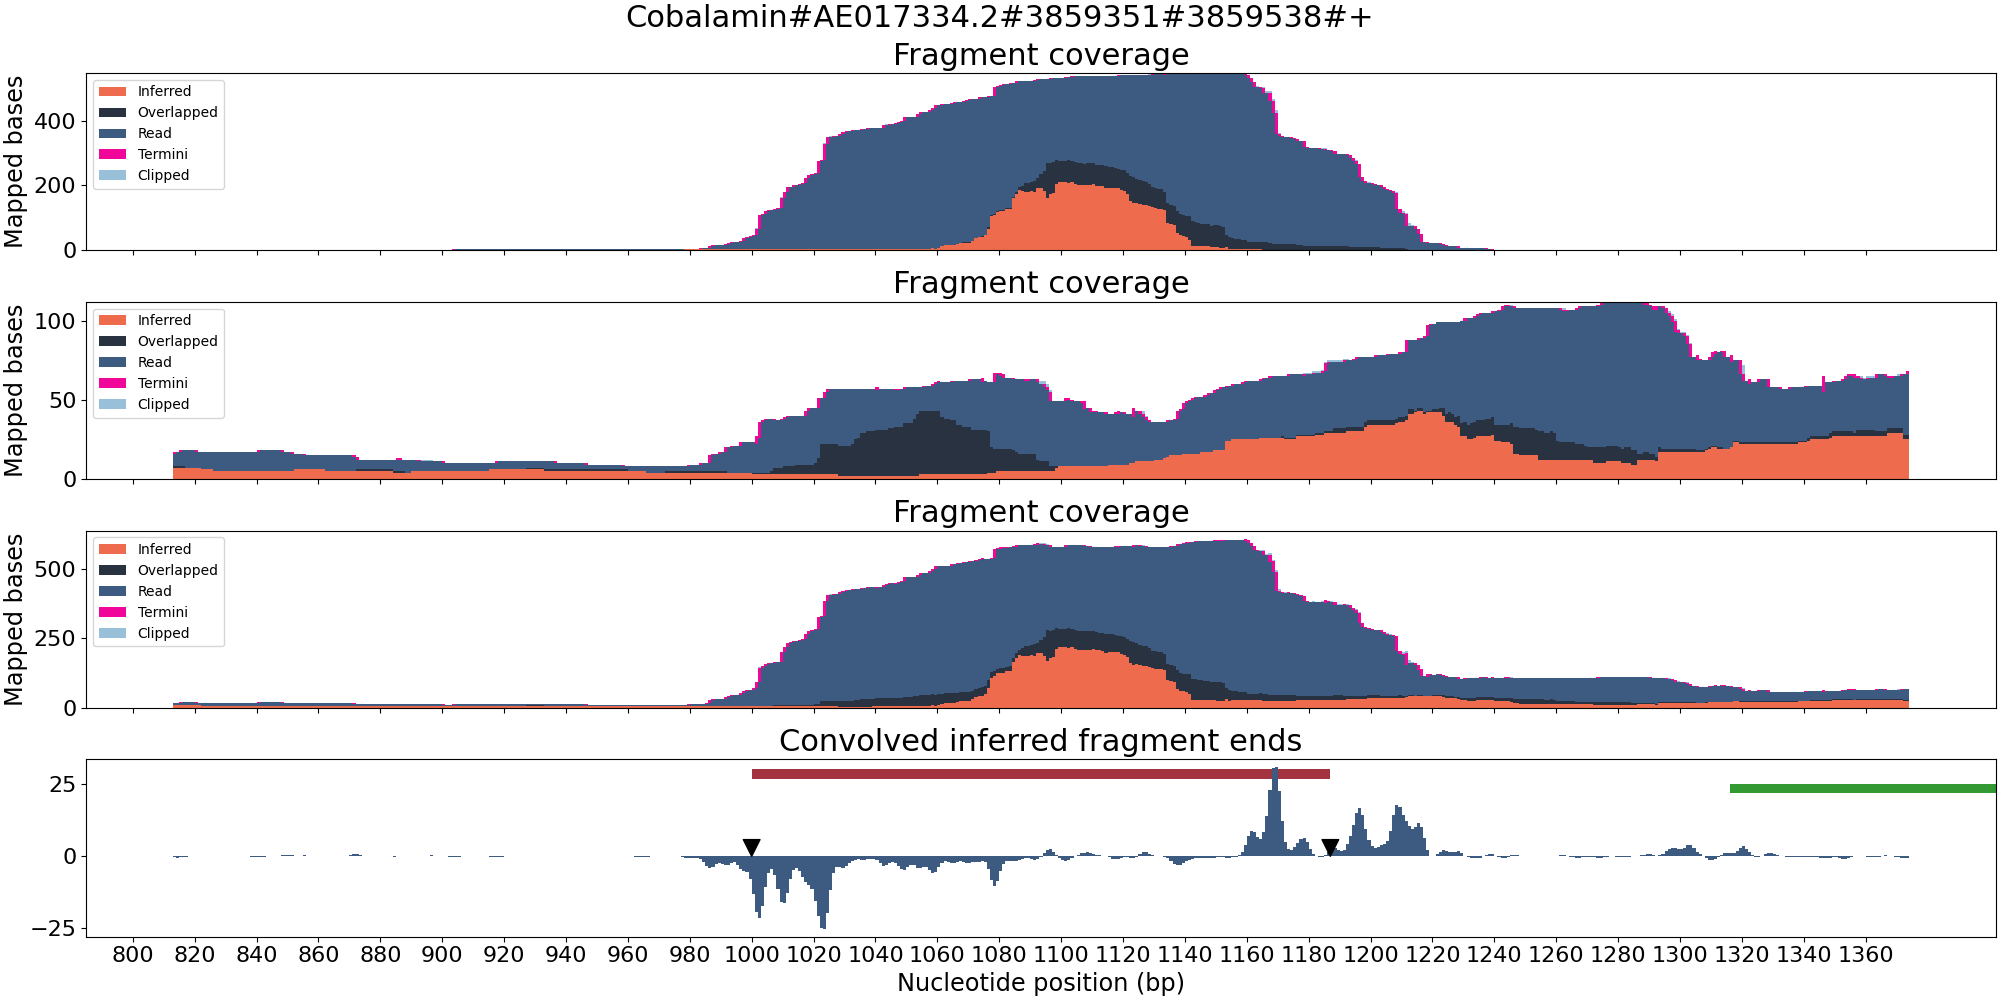 Cobalamin#AE017334.2#3859351#3859538#+
Fragment coverage
Mapped bases
400
200
0
Inferred
Overlapped
Read
Termini
Clipped
Fragment coverage
Mapped bases
100
50
0
Inferred
Overlapped
Read
Termini
Clipped
Fragment coverage
Mapped bases
500
250
0
Inferred
Overlapped
Read
Termini
Clipped
Convolved inferred fragment ends
25
0
−25
800 820 840 860 880 900 920 940 960 980 1000 1020 1040 1060 1080 1100 1120 1140 1160 1180 1200 1220 1240 1260 1280 1300 1320 1340 1360
Nucleotide position (bp)